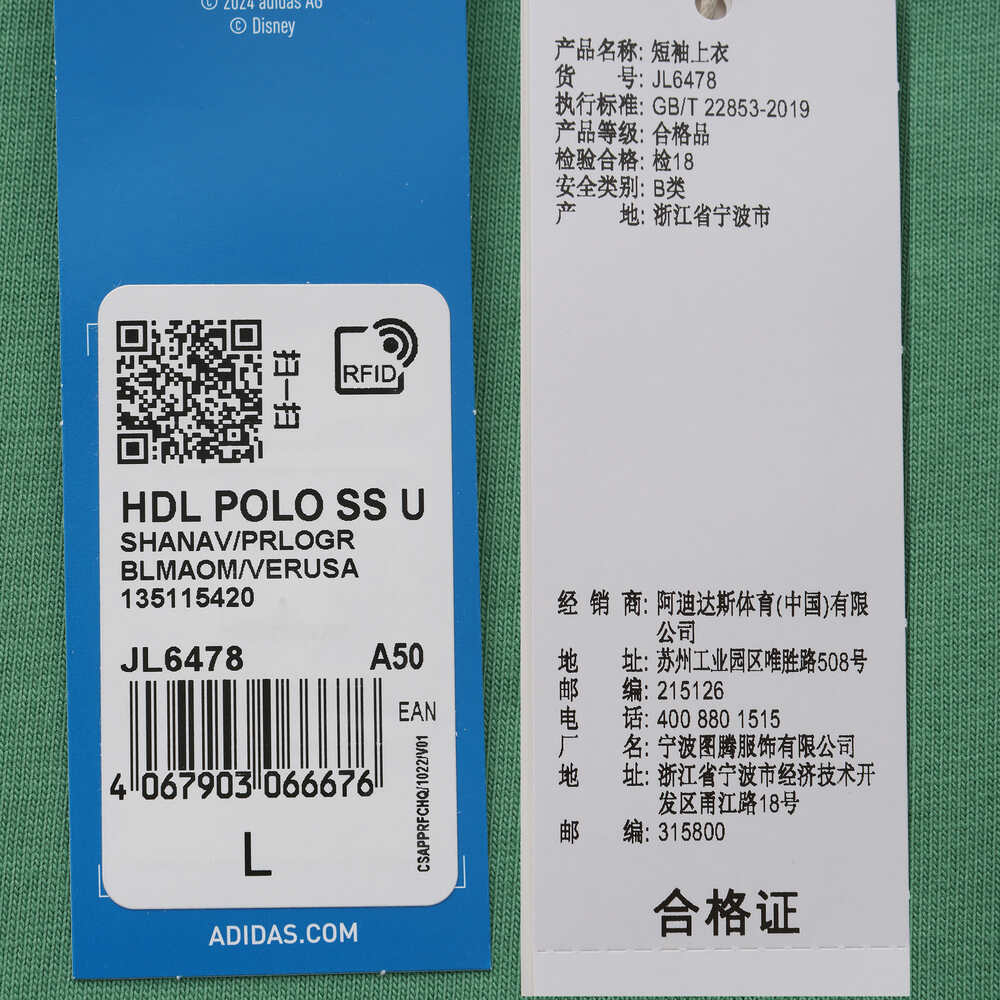 © 2024 adidas AG
© Disney
扫一扫
RFID
HDL POLO SS U
SHANAV/PRLOGR
BLMAOM/VERUSA
135115420
JL6478 A50
EAN
4 067903 066676
CSAPPRFCHQ/1022/V01
L
ADIDAS.COM
产品名称: 短袖上衣
货 号: JL6478
执行标准: GB/T 22853-2019
产品等级: 合格品
检验合格: 检18
安全类别: B类
产 地: 浙江省宁波市
经 销 商: 阿迪达斯体育(中国)有限
公司
地 址: 苏州工业园区唯胜路508号
邮 编: 215126
电 话: 400 880 1515
厂 名: 宁波图腾服饰有限公司
地 址: 浙江省宁波市经济技术开
发区甬江路18号
邮 编: 315800
合格证